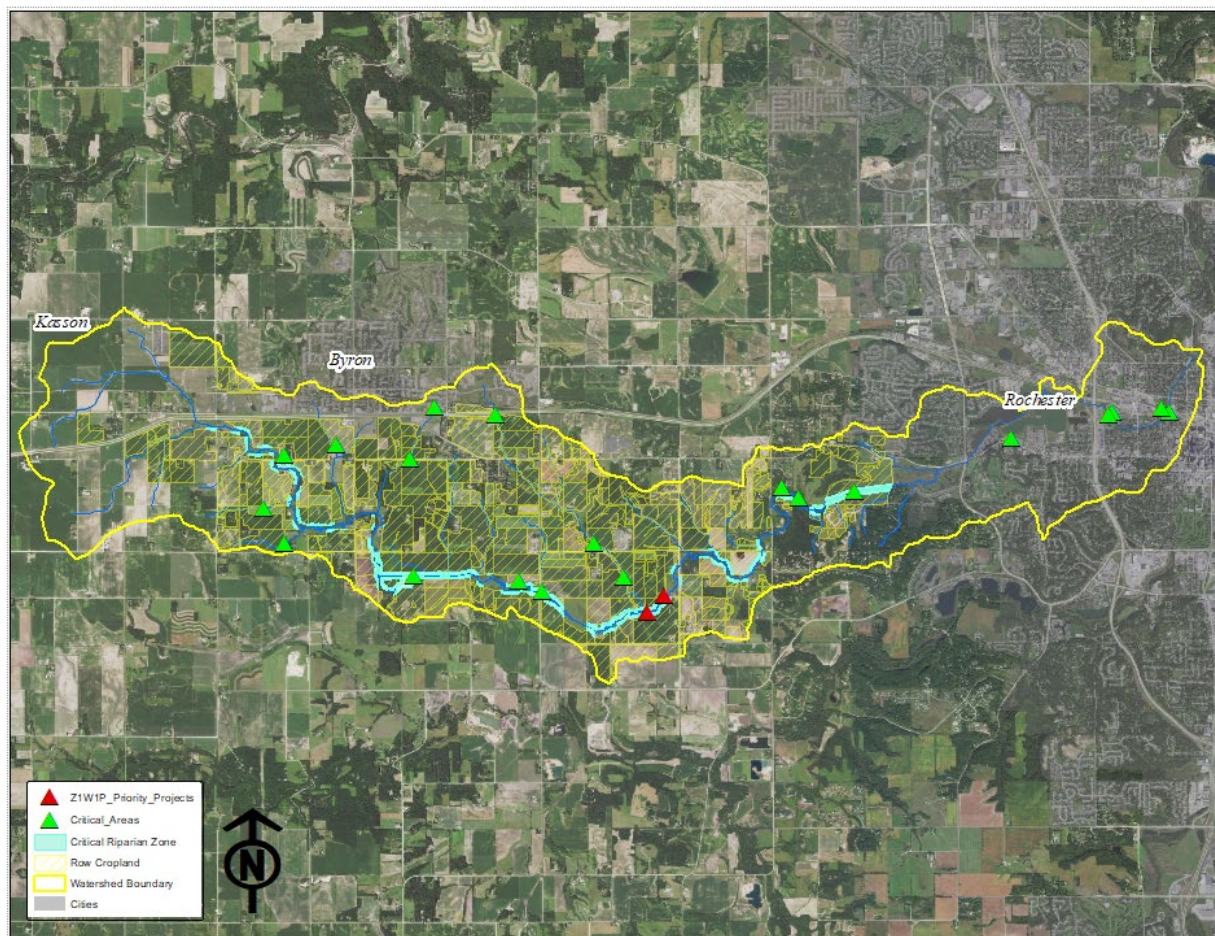 Kasson
Byron
Rochester
Z1W1P_Priority_Projects
Critical_Areas
Critical Riparian Zone
Row Cropland
Watershed Boundary
Cities
N